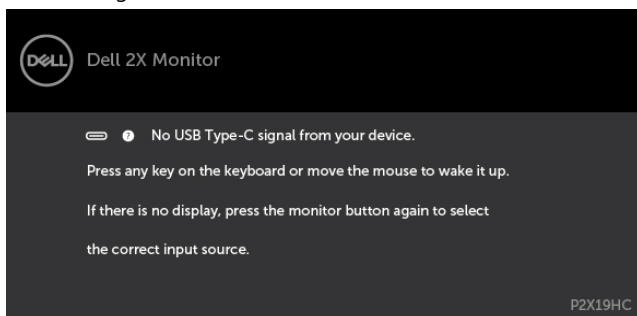 DELL
Dell 2X Monitor
No USB Type-C signal from your device.
Press any key on the keyboard or move the mouse to wake it up.
If there is no display, press the monitor button again to select
the correct input source.
P2X19HC